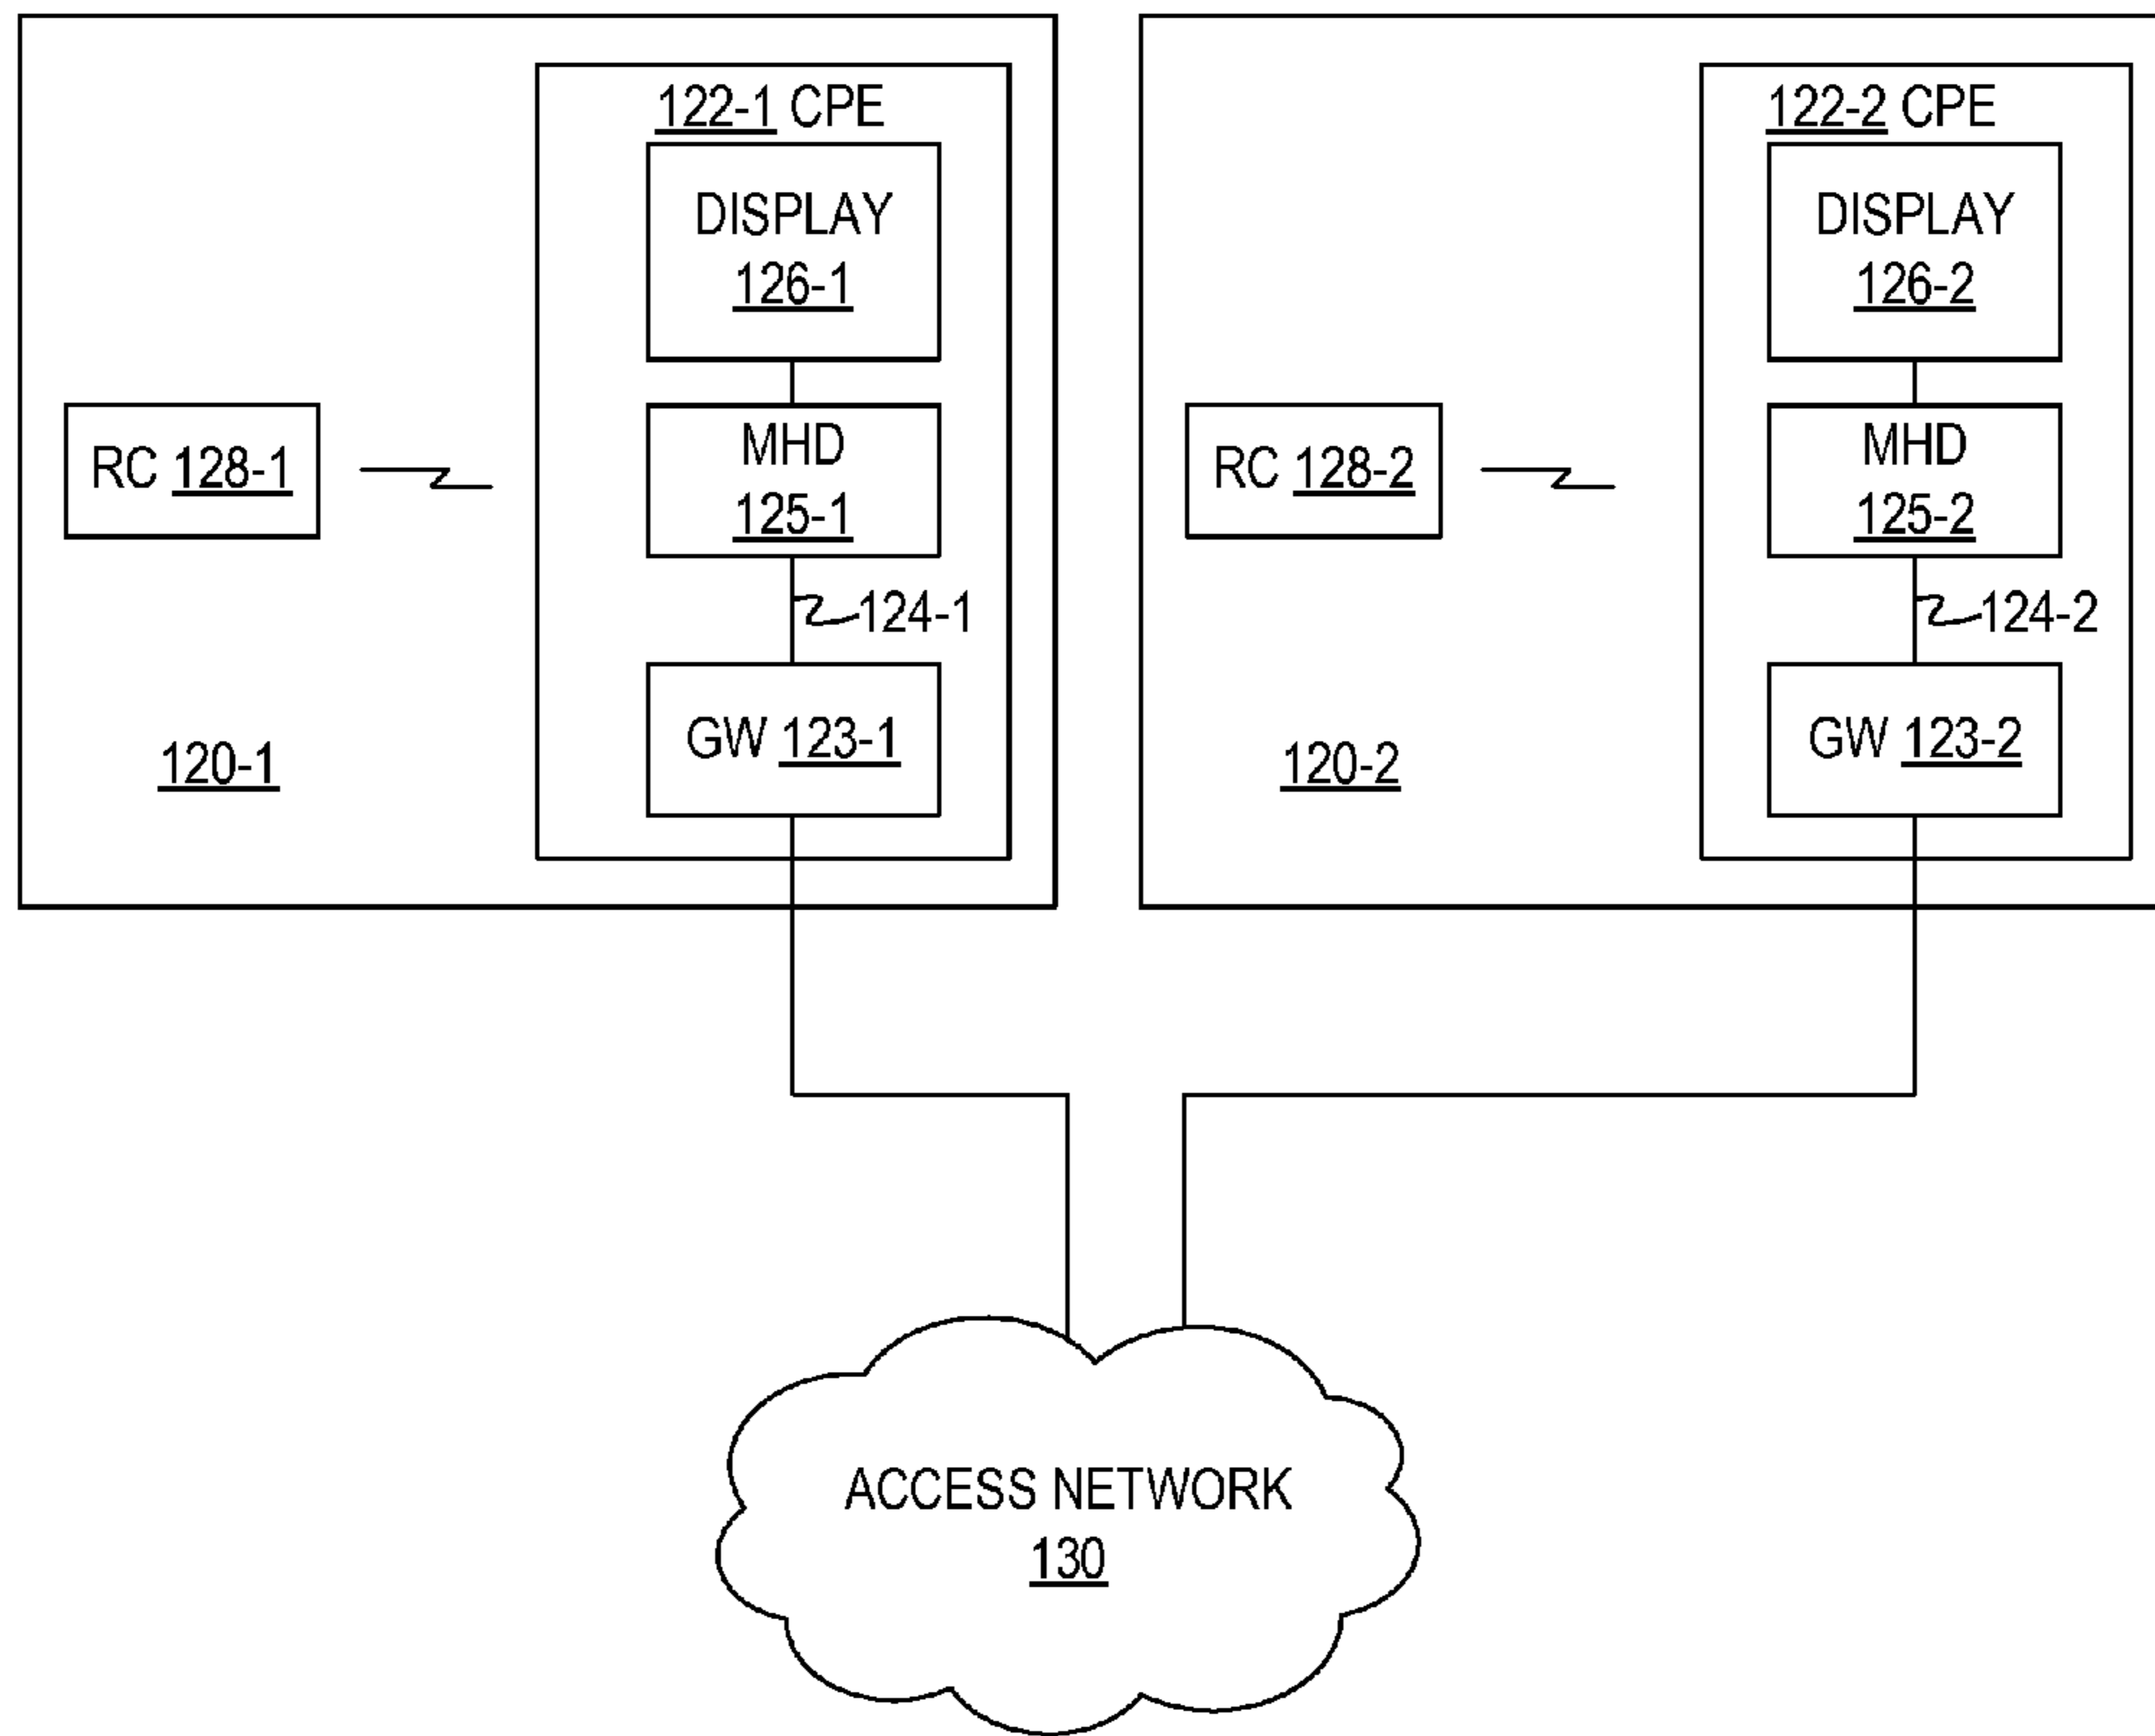 122-1 CPE
DISPLAY
126-1
RC 128-1
MHD
125-1
124-1
GW 123-1
120-1
122-2 CPE
DISPLAY
126-2
RC 128-2
MHD
125-2
124-2
GW 123-2
120-2
ACCESS NETWORK
130